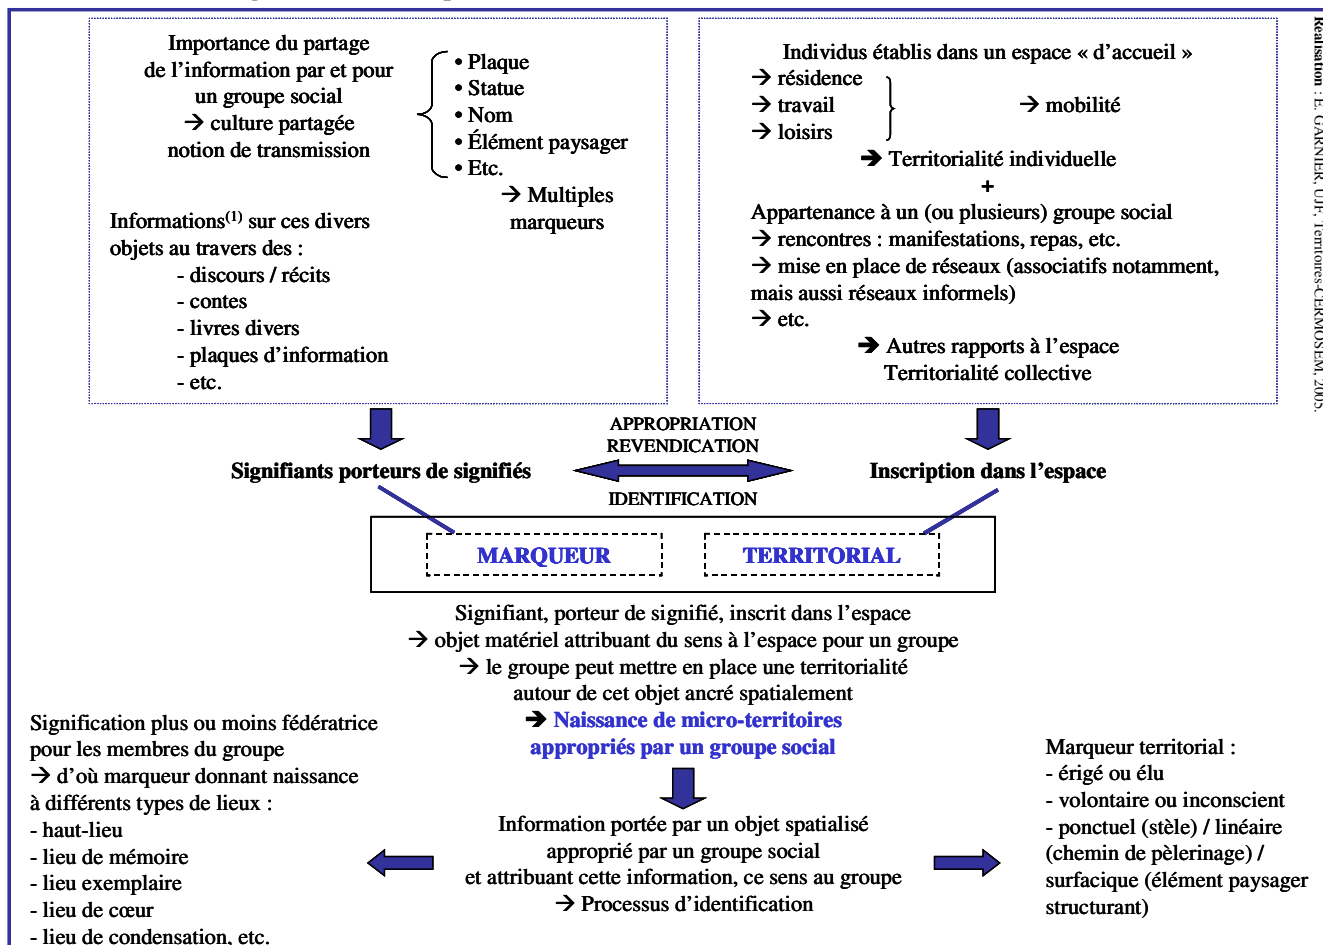 Importance du partage
de l'information par et pour
un groupe social
→ culture partagée
notion de transmission
• Plaque
• Statue
• Nom
• Élément paysager
• Etc.
→ Multiples
marqueurs
Informations(1) sur ces divers
objets au travers des :
- discours / récits
- contes
- livres divers
- plaques d'information
- etc.
Individus établis dans un espace « d'accueil »
→ résidence
→ travail
→ loisirs
→ mobilité
➔ Territorialité individuelle
+
Appartenance à un (ou plusieurs) groupe social
→ rencontres : manifestations, repas, etc.
→ mise en place de réseaux (associatifs notamment,
mais aussi réseaux informels)
→ etc.
➔ Autres rapports à l'espace
Territorialité collective
Réalisation : E. GARNIER, UJF, Territoires-CERMOSEM, 2005.
APPROPRIATION
REVENDICATION
IDENTIFICATION
Signifiants porteurs de signifiés
Inscription dans l'espace
MARQUEUR
TERRITORIAL
Signifiant, porteur de signifié, inscrit dans l'espace
→ objet matériel attribuant du sens à l'espace pour un groupe
→ le groupe peut mettre en place une territorialité
autour de cet objet ancré spatialement
➔ Naissance de micro-territoires
appropriés par un groupe social
Signification plus ou moins fédératrice
pour les membres du groupe
→ d'où marqueur donnant naissance
à différents types de lieux :
- haut-lieu
- lieu de mémoire
- lieu exemplaire
- lieu de cœur
- lieu de condensation, etc.
Information portée par un objet spatialisé
approprié par un groupe social
et attribuant cette information, ce sens au groupe
→ Processus d'identification
Marqueur territorial :
- érigé ou élu
- volontaire ou inconscient
- ponctuel (stèle) / linéaire
(chemin de pèlerinage) /
surfacique (élément paysager
structurant)